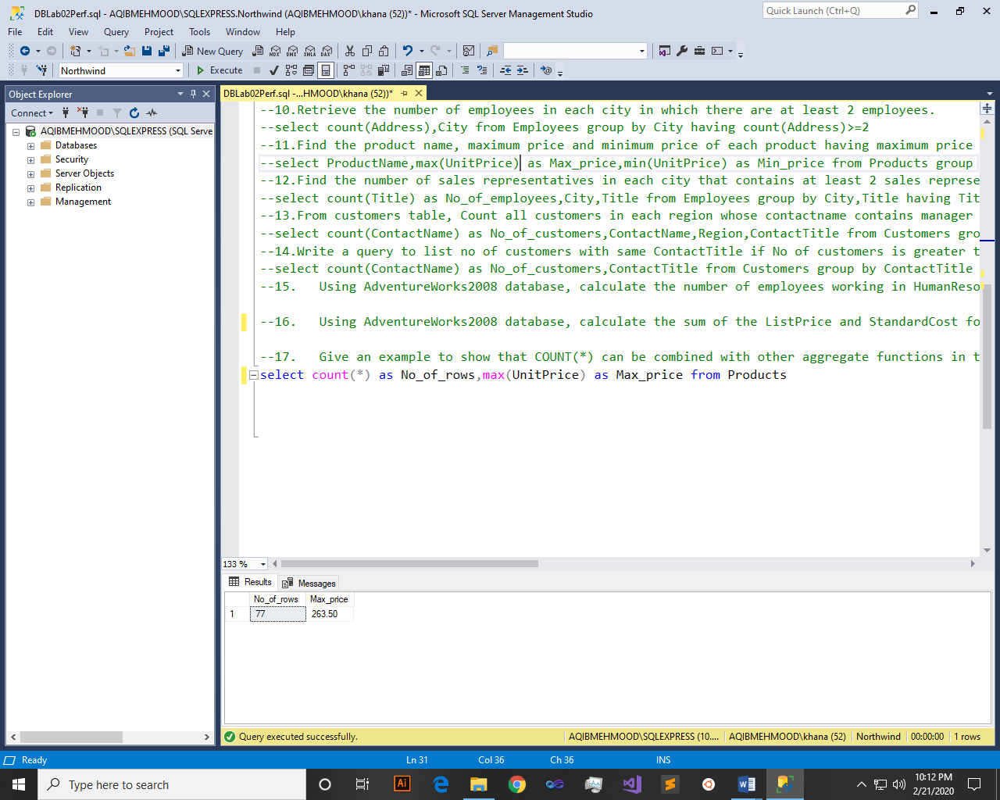 DBLab02Perf.sql - AQIBMEHMOOD\SQLEXPRESS.Northwind (AQIBMEHMOOD\khana (52))* - Microsoft SQL Server Management Studio
Quick Launch (Ctrl+Q)
File Edit View Query Project Tools Window Help
New Query
MDX DMX XMLA DAX
Northwind
Execute
Object Explorer
DBLab02Perf.sql -...HMOOD\khana (52))*
Connect
AQIBMEHMOOD\SQLEXPRESS (SQL Serve
Databases
Security
Server Objects
Replication
Management
--10.Retrieve the number of employees in each city in which there are at least 2 employees.
--select count(Address),City from Employees group by City having count(Address)>=2
--11.Find the product name, maximum price and minimum price of each product having maximum price
--select ProductName,max(UnitPrice) as Max_price,min(UnitPrice) as Min_price from Products group
--12.Find the number of sales representatives in each city that contains at least 2 sales represe
--select count(Title) as No_of_employees,City,Title from Employees group by City,Title having Tit
--13.From customers table, Count all customers in each region whose contactname contains manager
--select count(ContactName) as No_of_customers,ContactName,Region,ContactTitle from Customers gro
--14.Write a query to list no of customers with same ContactTitle if No of customers is greater t
--select count(ContactName) as No_of_customers,ContactTitle from Customers group by ContactTitle
--15.   Using AdventureWorks2008 database, calculate the number of employees working in HumanReso
--16.   Using AdventureWorks2008 database, calculate the sum of the ListPrice and StandardCost fo
--17.   Give an example to show that COUNT(*) can be combined with other aggregate functions in t
select count(*) as No_of_rows,max(UnitPrice) as Max_price from Products
133 %
Results Messages
No_of_rows Max_price
1 77 263.50
Query executed successfully.
AQIBMEHMOOD\SQLEXPRESS (10.... AQIBMEHMOOD\khana (52) Northwind 00:00:00 1 rows
Ready Ln 31 Col 36 Ch 36 INS
Type here to search
Ai
10:12 PM
2/21/2020